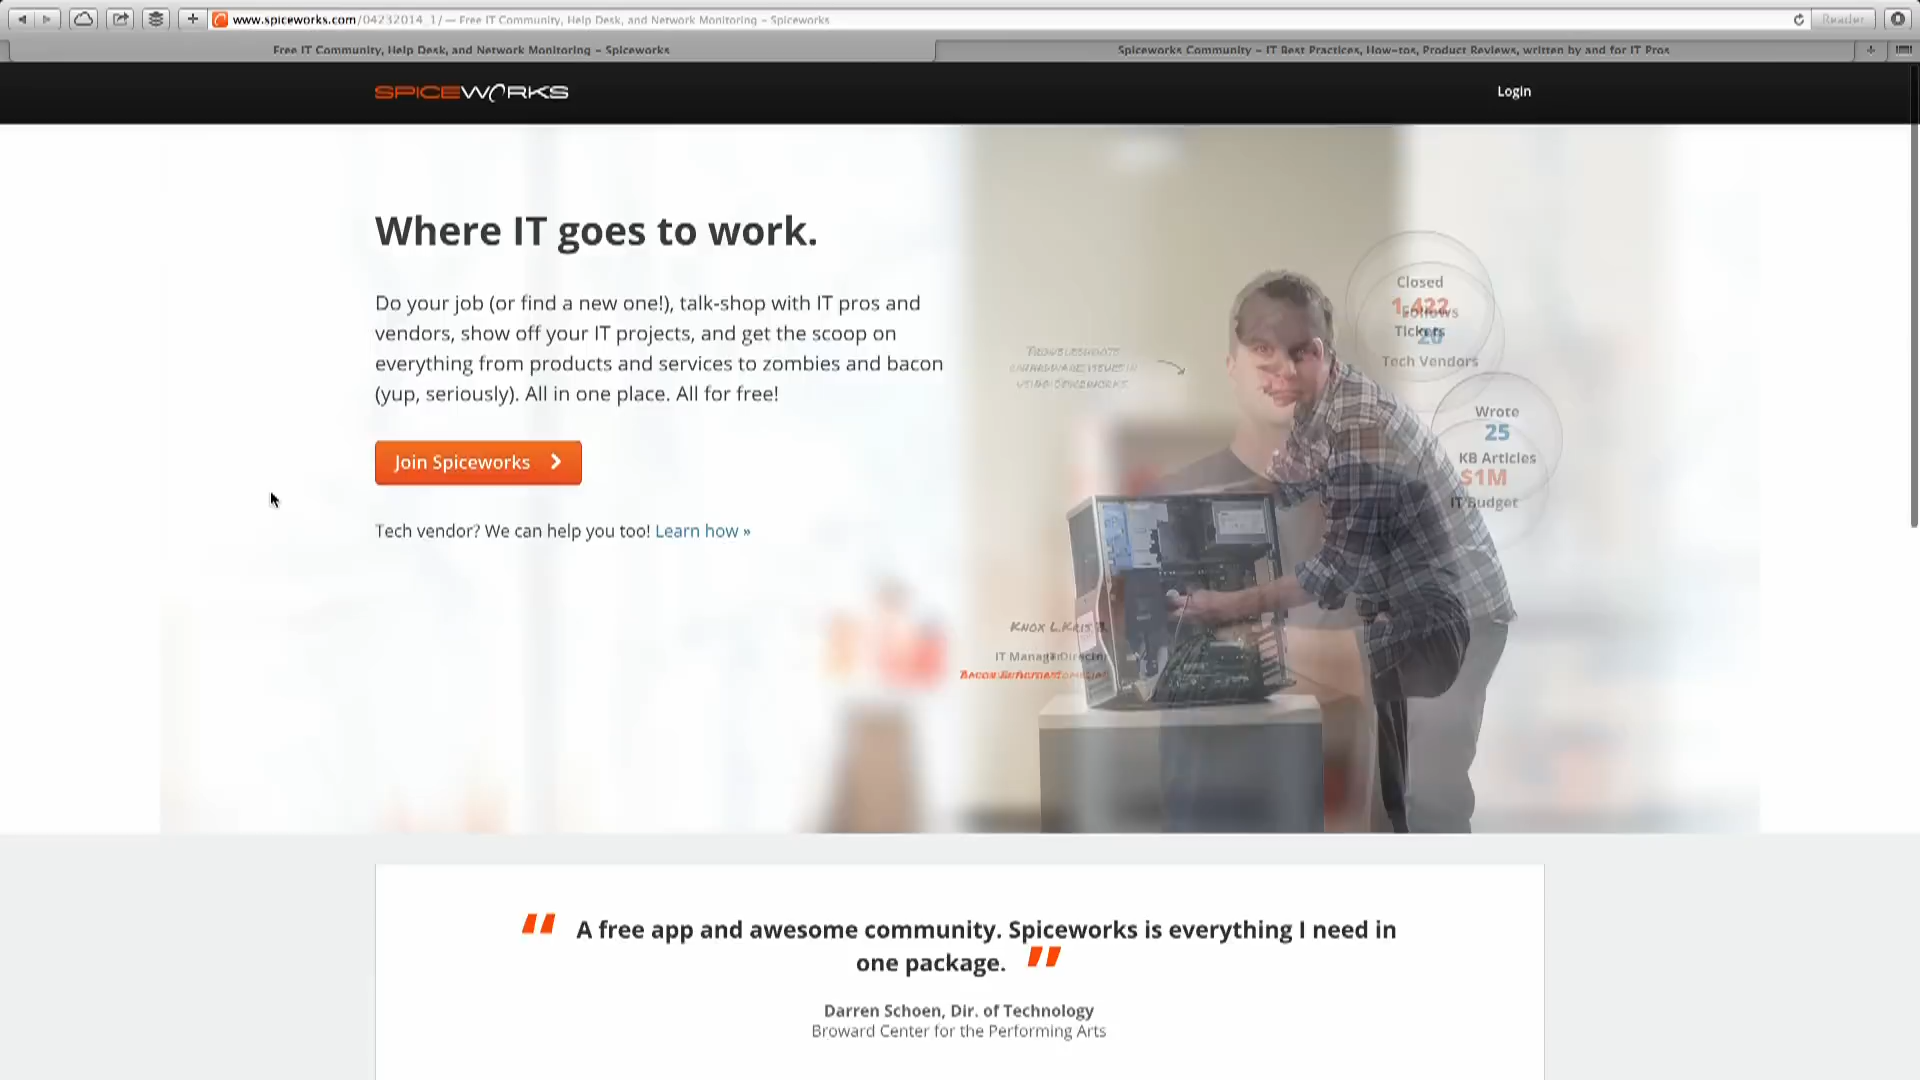 www.spiceworks.com/04232014_1/ — Free IT Community, Help Desk, and Network Monitoring – Spiceworks
Reader
Free IT Community, Help Desk, and Network Monitoring – Spiceworks
Spiceworks Community – IT Best Practices, How-tos, Product Reviews, written by and for IT Pros
SPICEWORKS
Login
Where IT goes to work.
Do your job (or find a new one!), talk-shop with IT pros and
vendors, show off your IT projects, and get the scoop on
everything from products and services to zombies and bacon
(yup, seriously). All in one place. All for free!
Join Spiceworks
Tech vendor? We can help you too! Learn how »
Closed
1,422
Follows
Tickets
20
Tech Vendors
Wrote
25
KB Articles
$1M
IT Budget
IT
“ A free app and awesome community. Spiceworks is everything I need in
one package. ”
Darren Schoen, Dir. of Technology
Broward Center for the Performing Arts